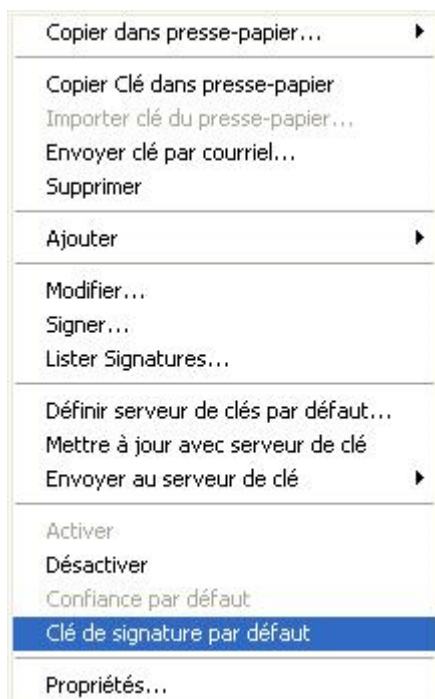 Copier dans presse-papier...
Copier Clé dans presse-papier
Importer clé du presse-papier...
Envoyer clé par courriel...
Supprimer
Ajouter
Modifier...
Signer...
Lister Signatures...
Définir serveur de clés par défaut...
Mettre à jour avec serveur de clé
Envoyer au serveur de clé
Activer
Désactiver
Confiance par défaut
Clé de signature par défaut
Propriétés...